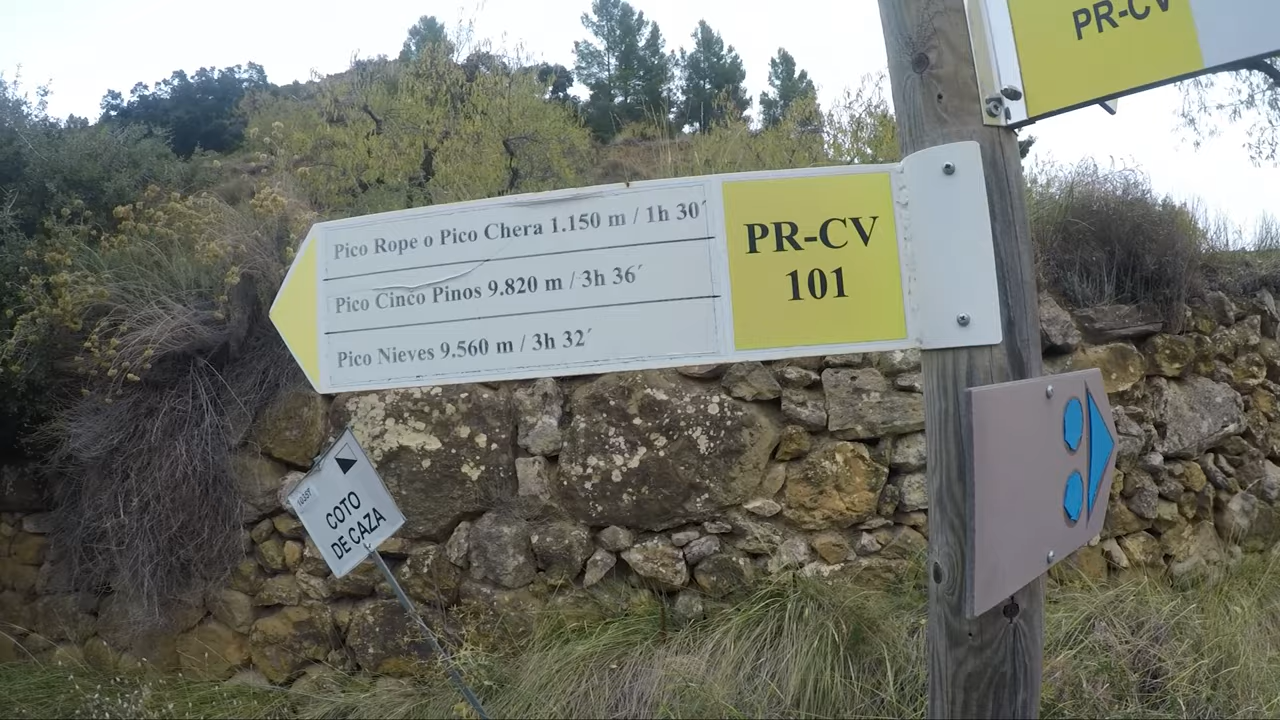 PR-CV
Pico Rope o Pico Chera 1.150 m / 1h 30´
Pico Cinco Pinos 9.820 m / 3h 36´
Pico Nieves 9.560 m / 3h 32´
PR-CV
101
COTO
DE CAZA